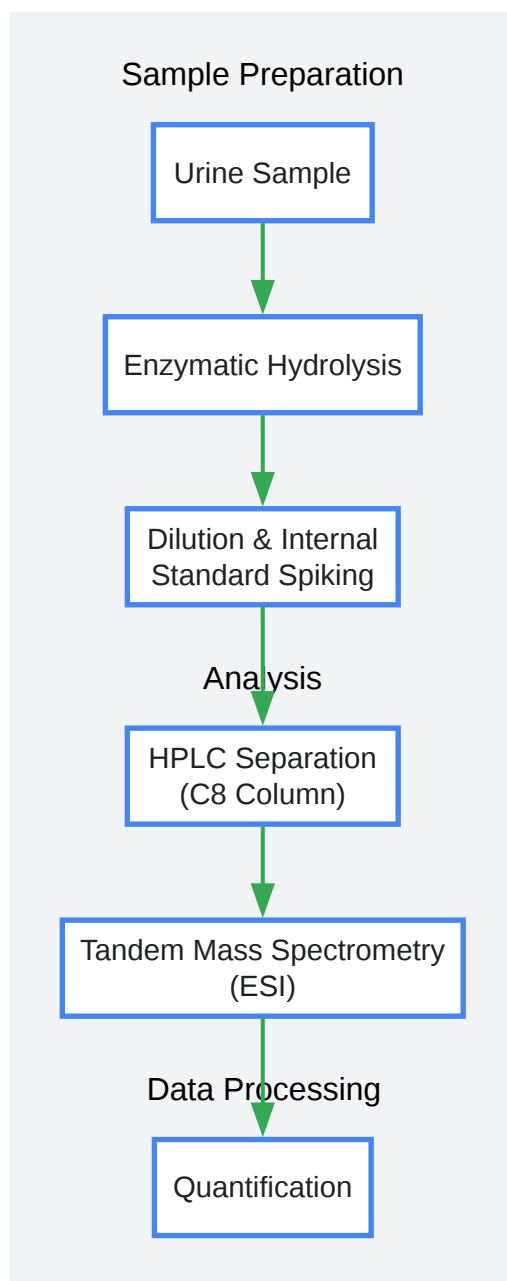 Sample Preparation
Urine Sample
Enzymatic Hydrolysis
Dilution & Internal
Standard Spiking
Analysis
HPLC Separation
(C8 Column)
Tandem Mass Spectrometry
(ESI)
Data Processing
Quantification